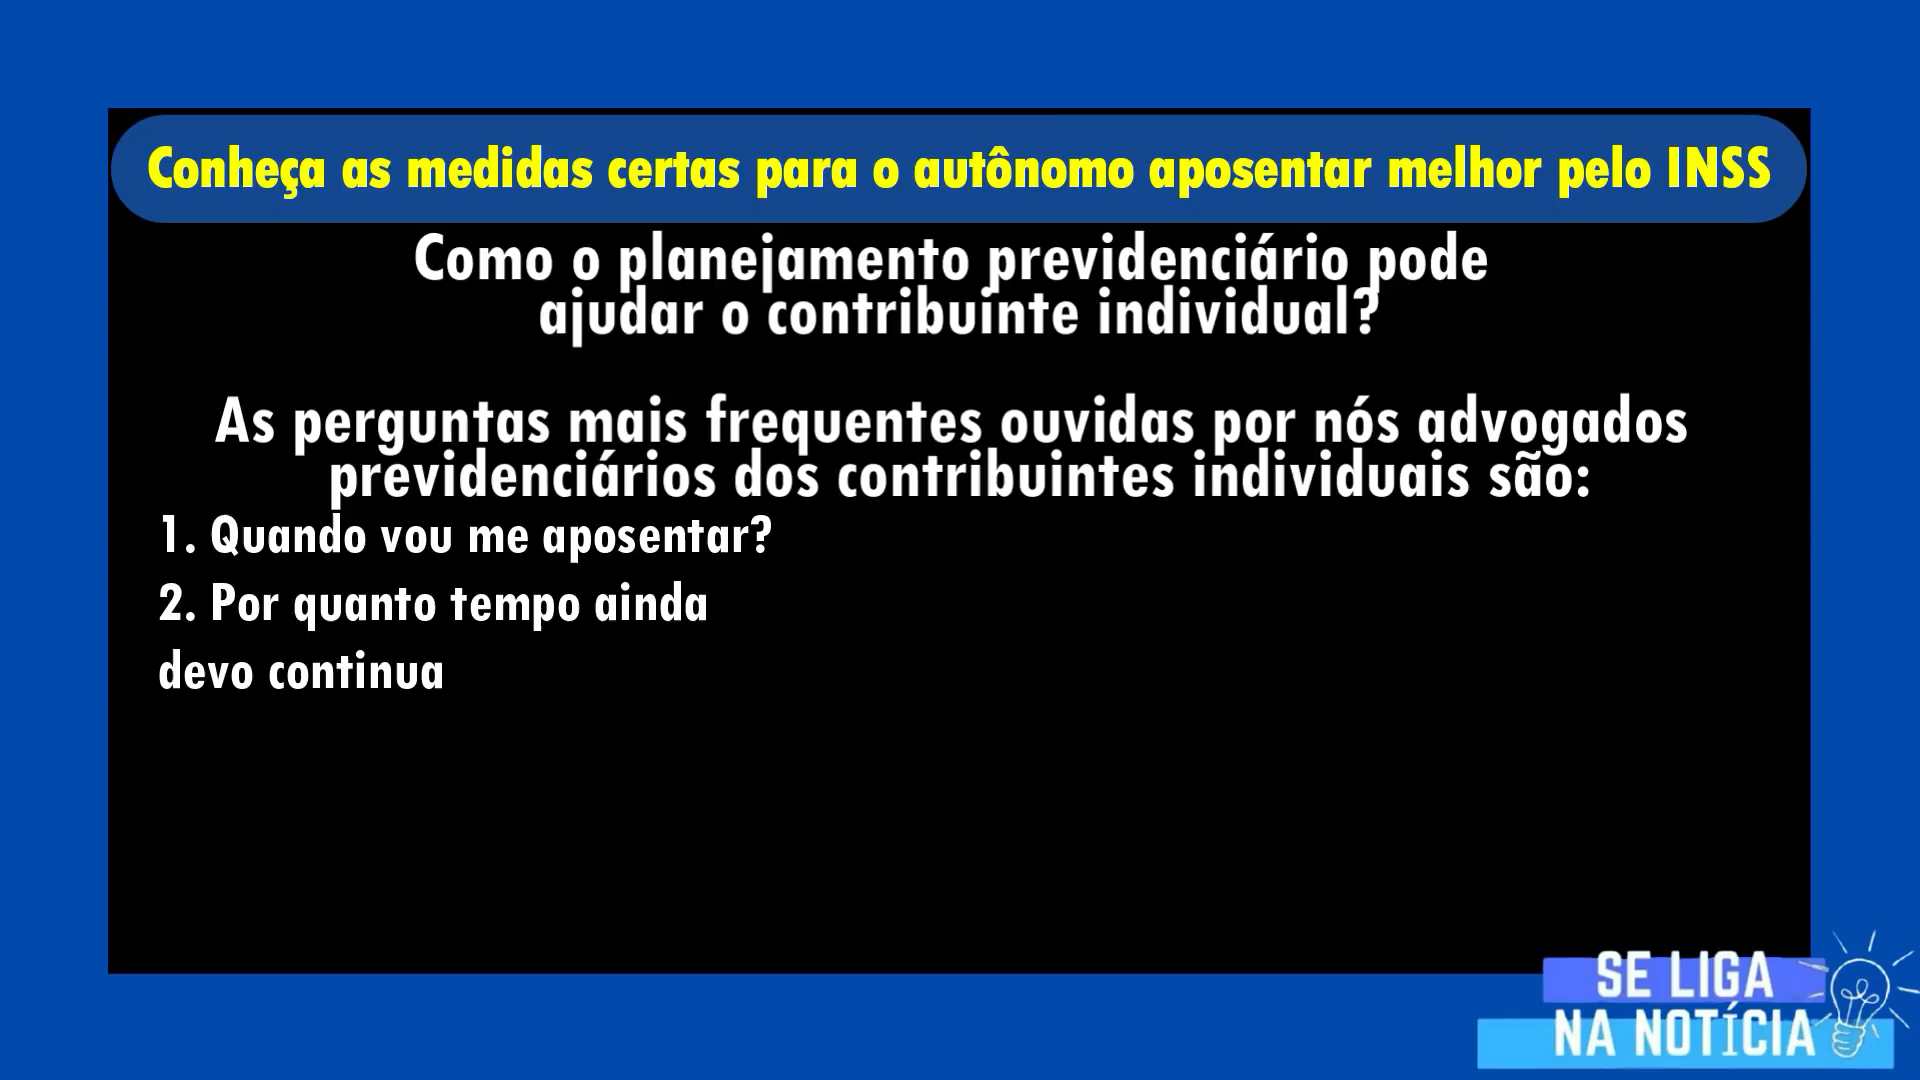 Conheça as medidas certas para o autônomo aposentar melhor pelo INSS
Como o planejamento previdenciário pode
ajudar o contribuinte individual?
As perguntas mais frequentes ouvidas por nós advogados
previdenciários dos contribuintes individuais são:
1. Quando vou me aposentar?
2. Por quanto tempo ainda
devo continua
SE LIGA
NA NOTÍCIA